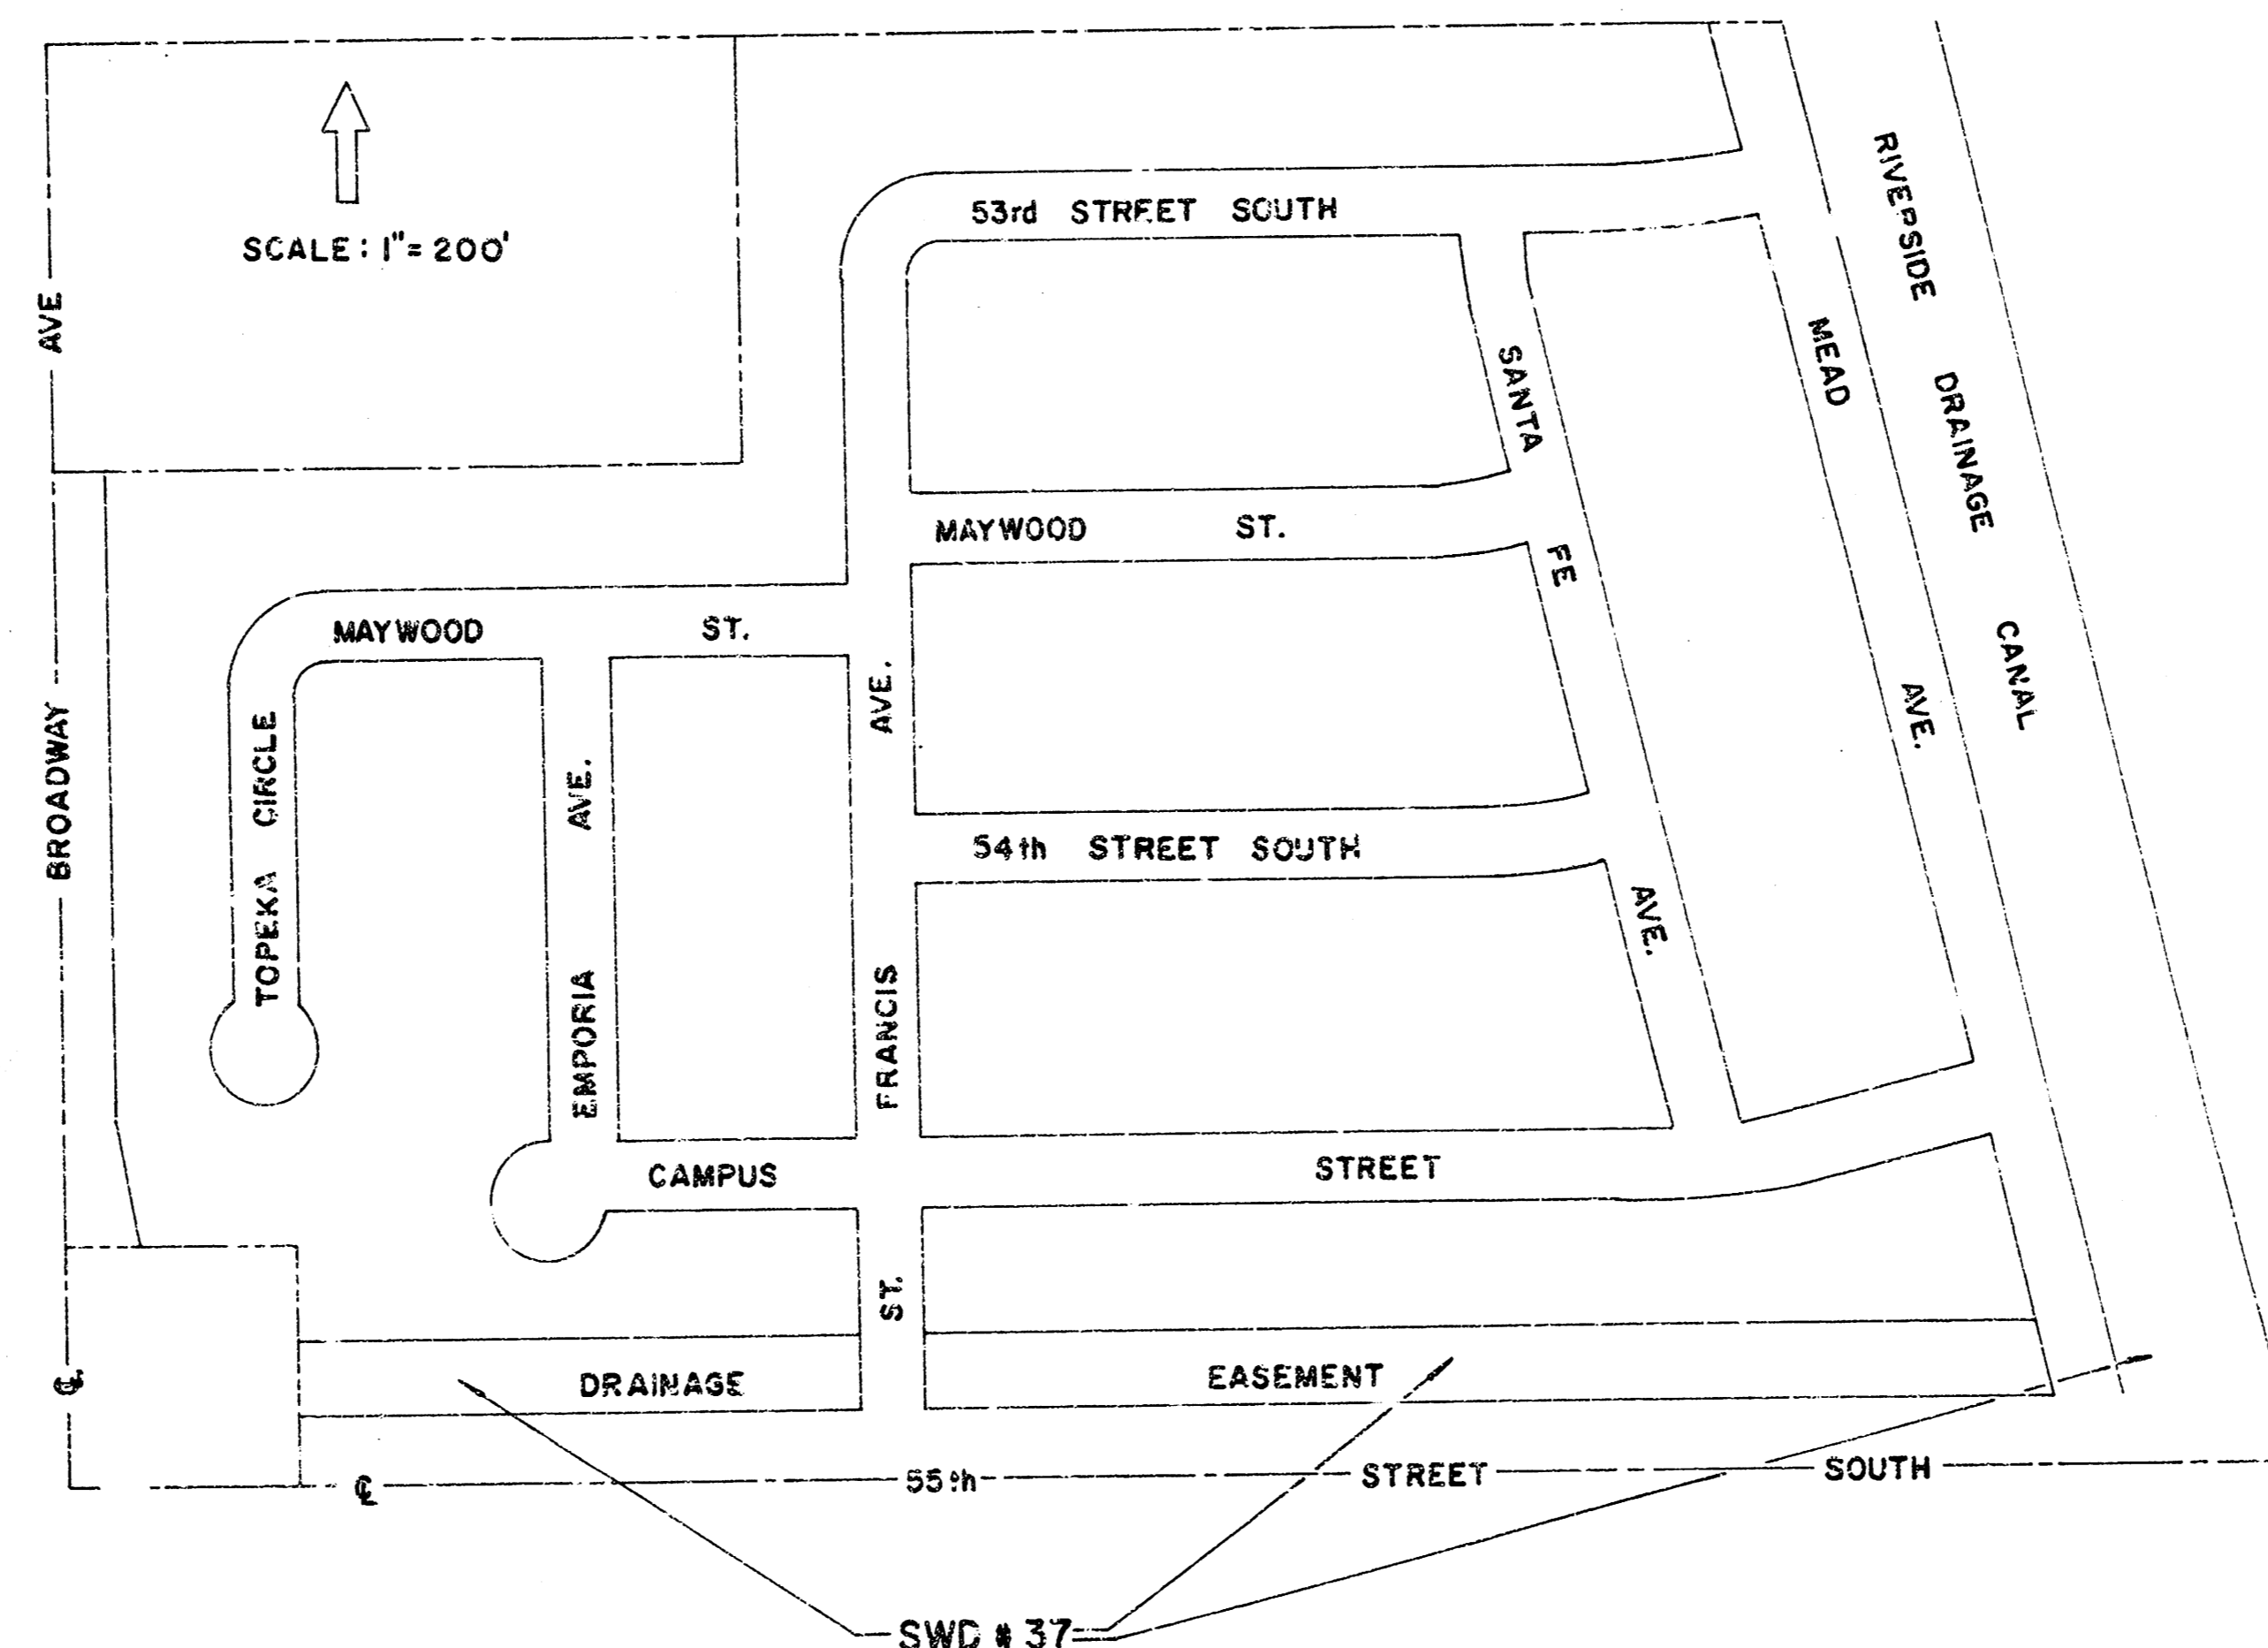 SCALE: 1"= 200'
AVE
BROADWAY
53rd STREET SOUTH
RIVERSIDE DRAINAGE CANAL
MEAD AVE.
SANTA FE AVE.
MAYWOOD ST.
MAYWOOD ST.
TOPEKA CIRCLE
EMPORIA AVE.
FRANCIS AVE.
54th STREET SOUTH
CAMPUS STREET
ST.
DRAINAGE EASEMENT
℄
℄ 55th STREET SOUTH
SWD # 37